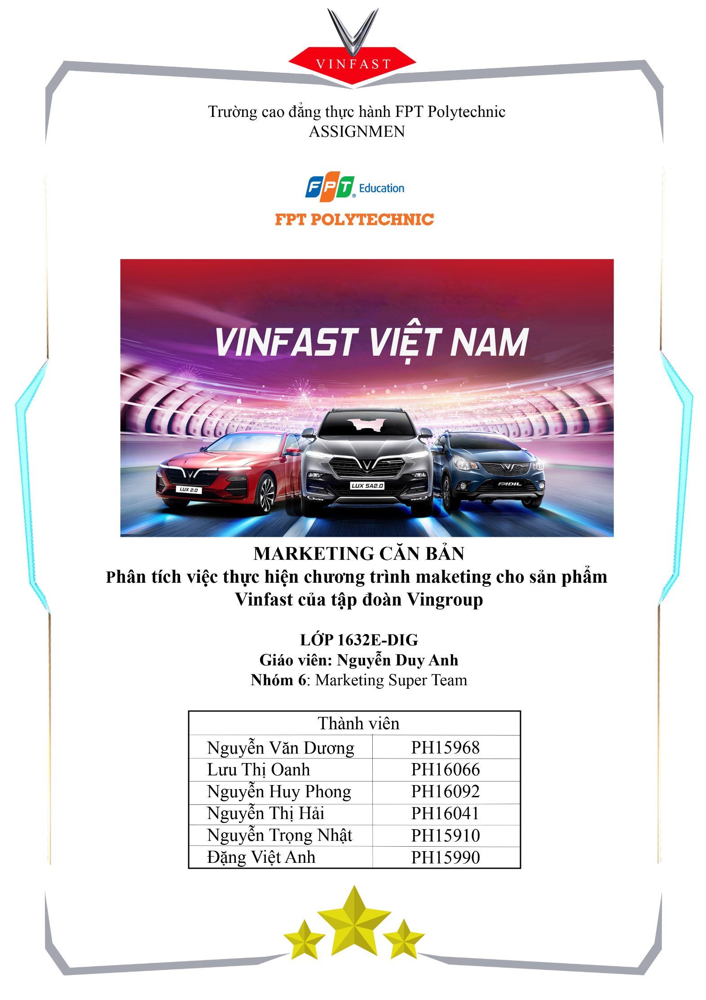 VINFAST
Trường cao đẳng thực hành FPT Polytechnic
ASSIGNMEN
FPT® Education
FPT POLYTECHNIC
VINFAST VIỆT NAM
LUX 2.0
LUX SA2.0
FADIL
MARKETING CĂN BẢN
Phân tích việc thực hiện chương trình maketing cho sản phẩm
Vinfast của tập đoàn Vingroup
LỚP 1632E-DIG
Giáo viên: Nguyễn Duy Anh
Nhóm 6: Marketing Super Team
Thành viên
Nguyễn Văn Dương PH15968
Lưu Thị Oanh PH16066
Nguyễn Huy Phong PH16092
Nguyễn Thị Hải PH16041
Nguyễn Trọng Nhật PH15910
Đặng Việt Anh PH15990